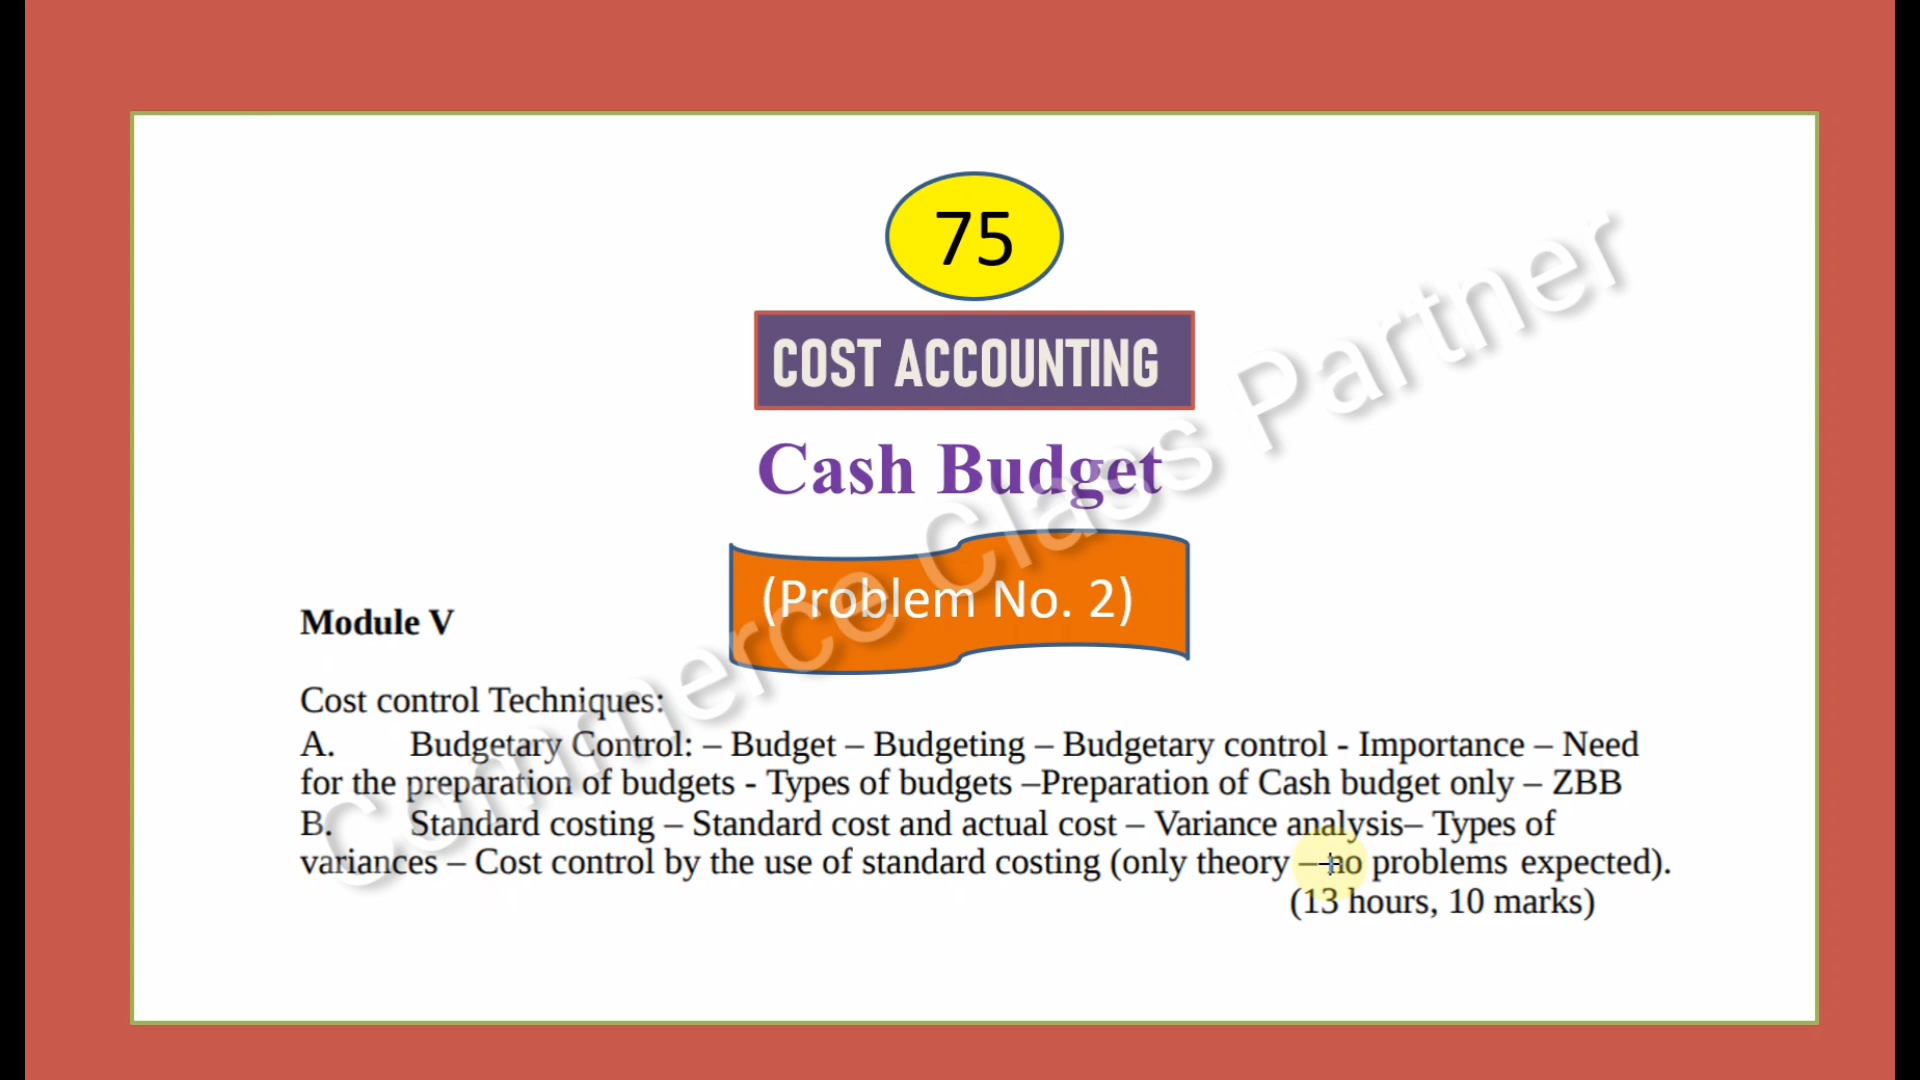 75
COST ACCOUNTING
Cash Budget
(Problem No. 2)
Module V
Cost control Techniques:
A. Budgetary Control: – Budget – Budgeting – Budgetary control - Importance – Need
for the preparation of budgets - Types of budgets –Preparation of Cash budget only – ZBB
B. Standard costing – Standard cost and actual cost – Variance analysis– Types of
variances – Cost control by the use of standard costing (only theory – no problems expected).
(13 hours, 10 marks)
Commerce Class Partner